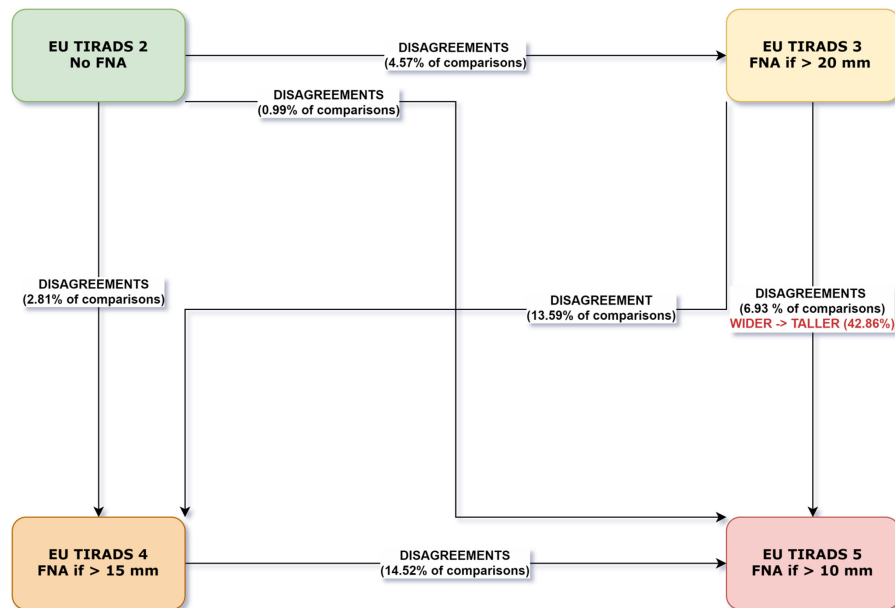 EU TIRADS 2
No FNA
DISAGREEMENTS
(4.57% of comparisons)
EU TIRADS 3
FNA if > 20 mm
DISAGREEMENTS
(0.99% of comparisons)
DISAGREEMENTS
(2.81% of comparisons)
DISAGREEMENT
(13.59% of comparisons)
DISAGREEMENTS
(6.93 % of comparisons)
WIDER -> TALLER (42.86%)
EU TIRADS 4
FNA if > 15 mm
DISAGREEMENTS
(14.52% of comparisons)
EU TIRADS 5
FNA if > 10 mm